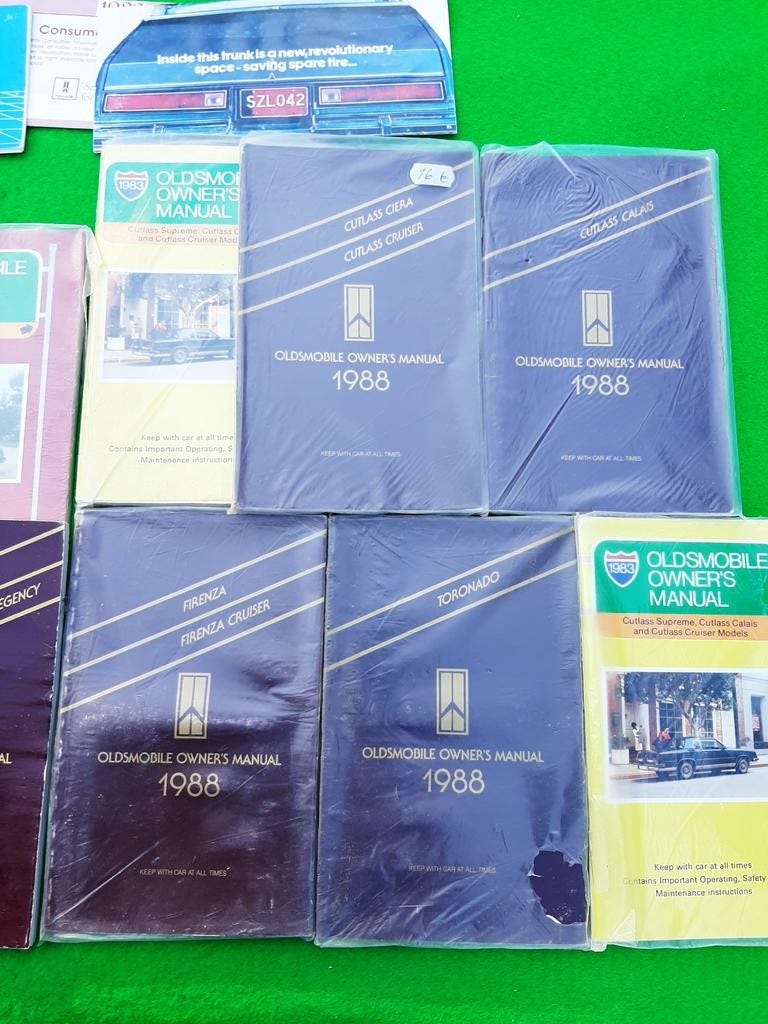 Consum
Inside this trunk is a new, revolutionary
space-saving spare tire...
SZL042
1983
OLDSMOBI
OWNER'S
MANUAL
Cutlass Supreme, Cutlass C
and Cutlass Cruiser Mod
Keep with car at all time
Contains Important Operating, S
Maintenance instruction
16 €
CUTLASS CIERA
CUTLASS CRUISER
OLDSMOBILE OWNER'S MANUAL
1988
KEEP WITH CAR AT ALL TIMES
CUTLASS CALAIS
OLDSMOBILE OWNER'S MANUAL
1988
KEEP WITH CAR AT ALL TIMES
ILE
EGENCY
AL
FIRENZA
FIRENZA CRUISER
OLDSMOBILE OWNER'S MANUAL
1988
KEEP WITH CAR AT ALL TIMES
TORONADO
OLDSMOBILE OWNER'S MANUAL
1988
KEEP WITH CAR AT ALL TIMES
1983
OLDSMOBILE
OWNER'S
MANUAL
Cutlass Supreme, Cutlass Calais
and Cutlass Cruiser Models
Keep with car at all times
Contains Important Operating, Safety
Maintenance instructions